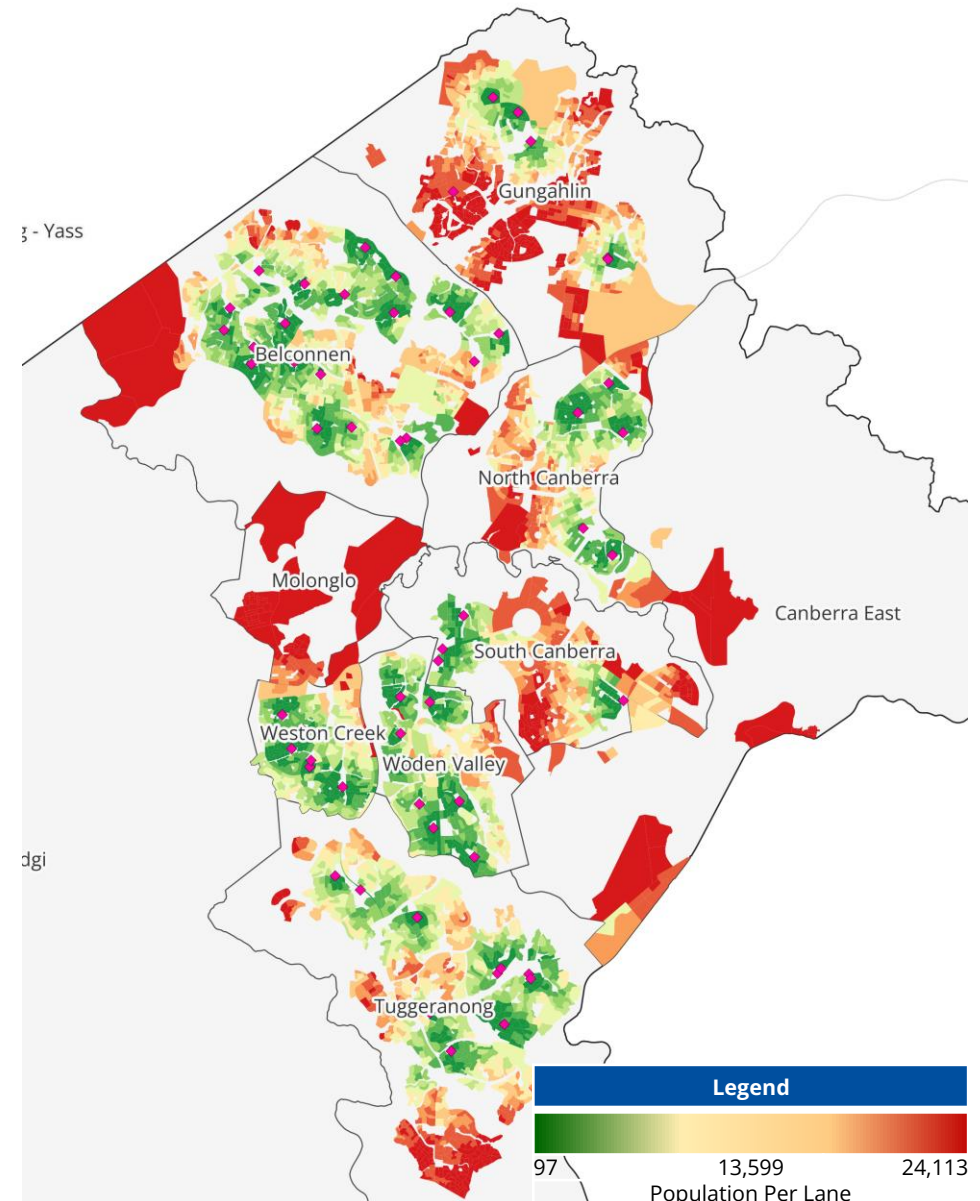 Gungahlin
g - Yass
Belconnen
North Canberra
Molonglo
Canberra East
South Canberra
Weston Creek
Woden Valley
dgi
Tuggeranong
Legend
97 13,599 24,113
Population Per Lane